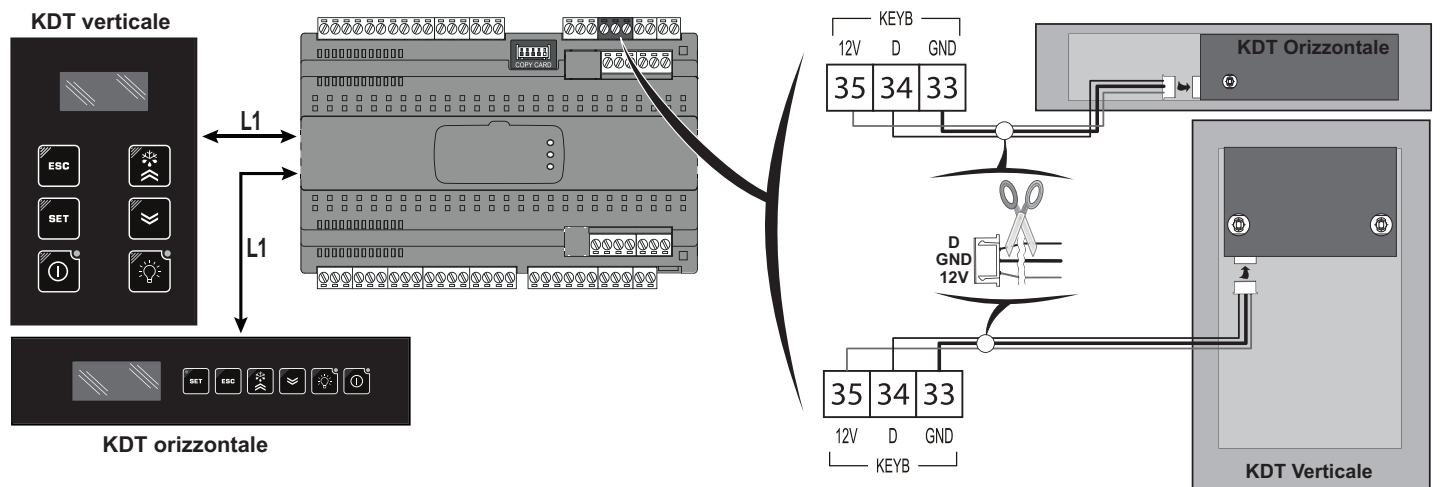 KDT verticale
ESC
SET
L1
L1
COPY CARD
SET
ESC
KDT orizzontale
KEYB
12V D GND
35 34 33
KDT Orizzontale
D
GND
12V
35 34 33
12V D GND
KEYB
KDT Verticale